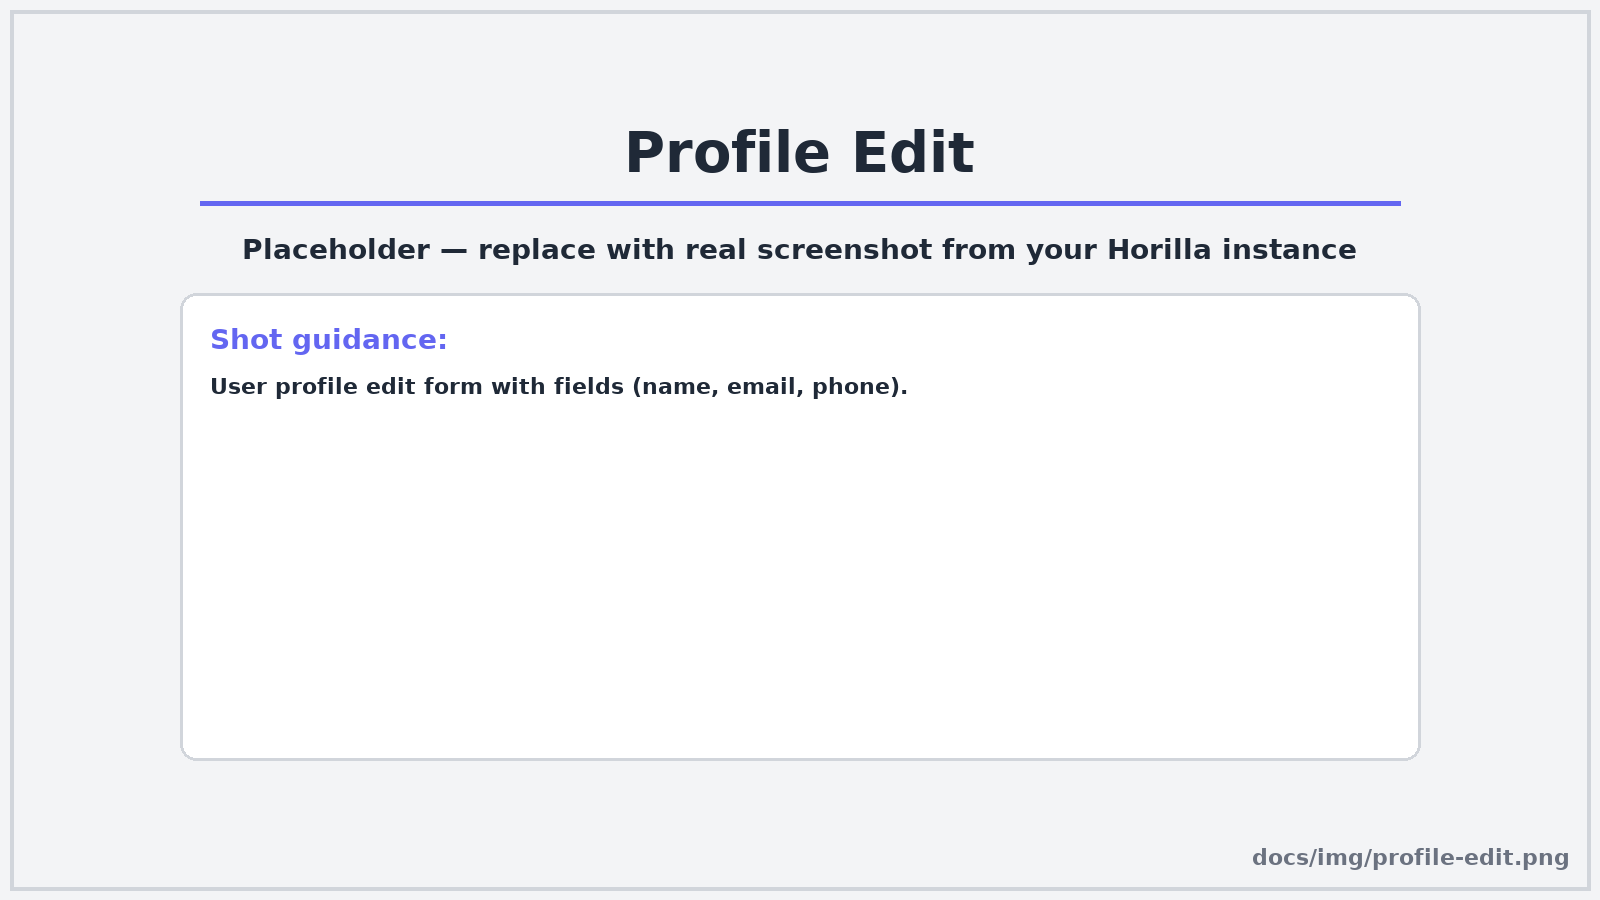 Profile Edit
Placeholder — replace with real screenshot from your Horilla instance
Shot guidance:
User profile edit form with fields (name, email, phone).
docs/img/profile-edit.png